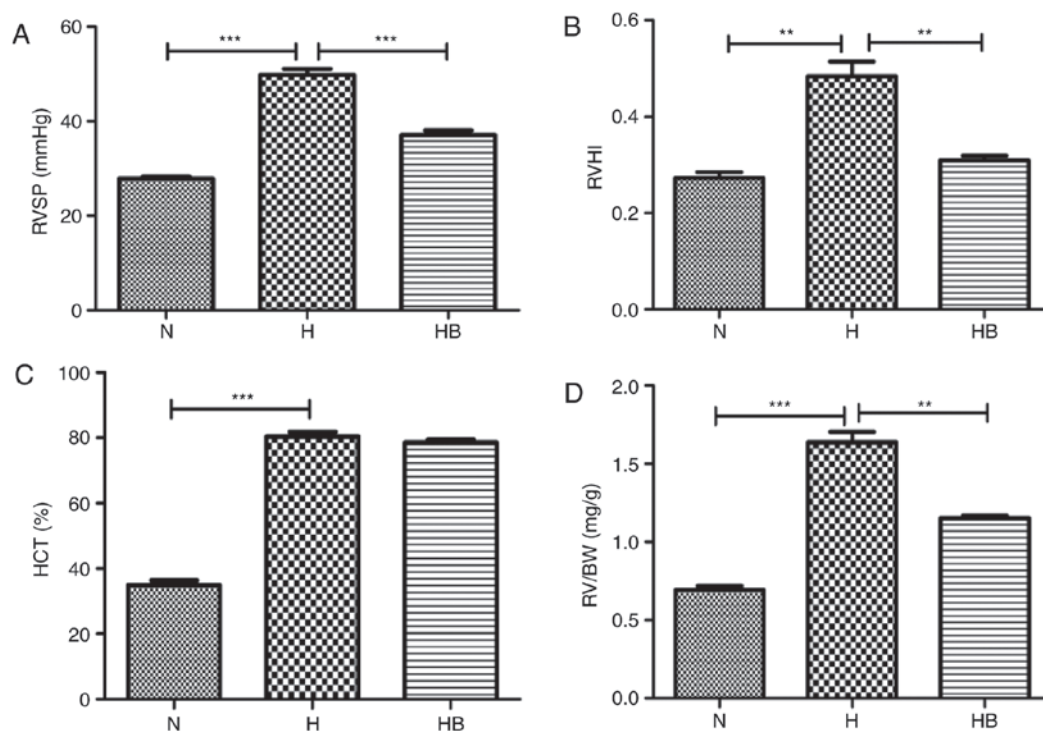 A
RVSP (mmHg)
60
40
20
0
***
***
N
H
HB
B
RVHI
0.6
0.4
0.2
0.0
**
**
N
H
HB
C
HCT (%)
100
80
60
40
20
0
***
N
H
HB
D
RV/BW (mg/g)
2.0
1.5
1.0
0.5
0.0
***
**
N
H
HB